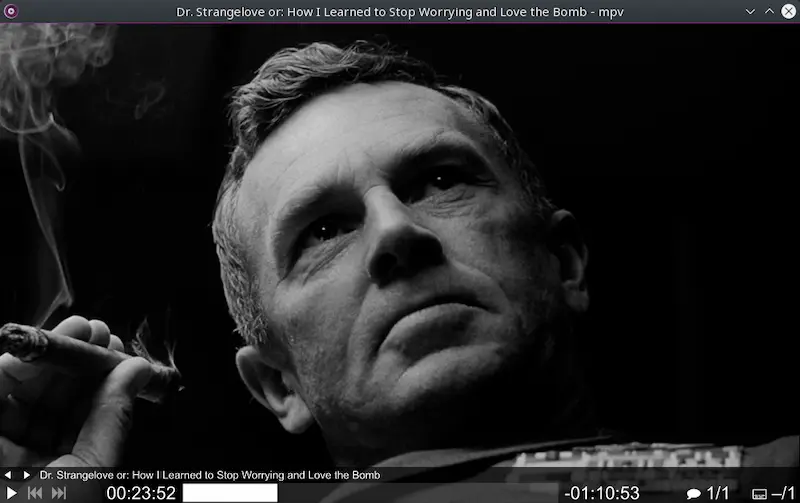 Dr. Strangelove or: How I Learned to Stop Worrying and Love the Bomb - mpv
Dr. Strangelove or: How I Learned to Stop Worrying and Love the Bomb
00:23:52 -01:10:53 1/1 –/1